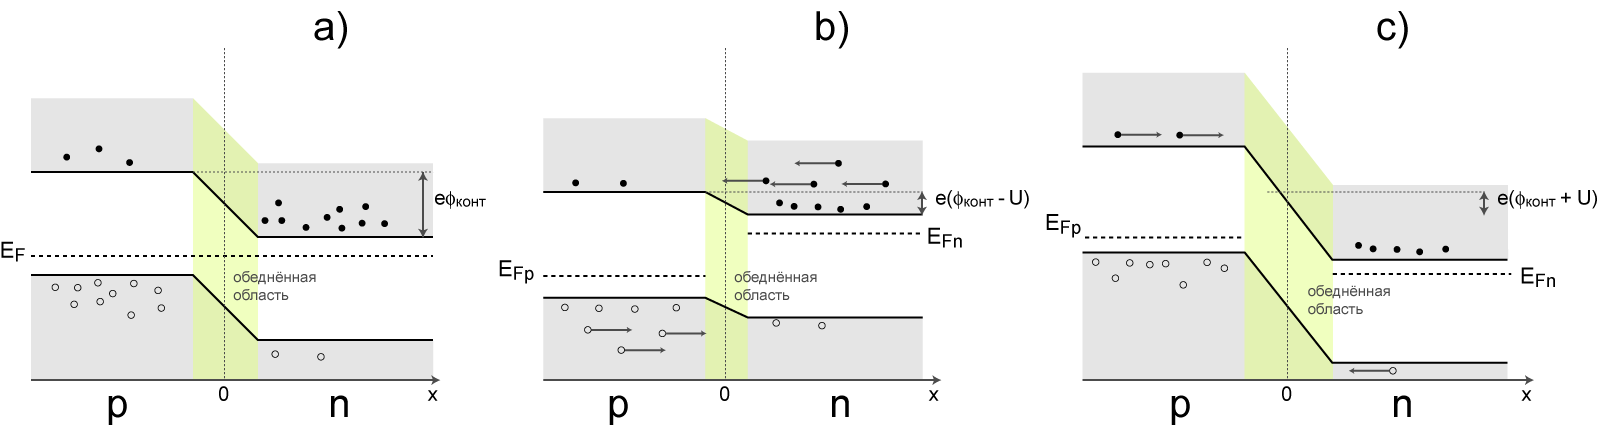 a)
b)
c)
eφконт
e(φконт - U)
e(φконт + U)
EF
EFn
EFp
EFp
EFn
обеднённая
область
обеднённая
область
обеднённая
область
0
x
0
x
0
x
p
n
p
n
p
n